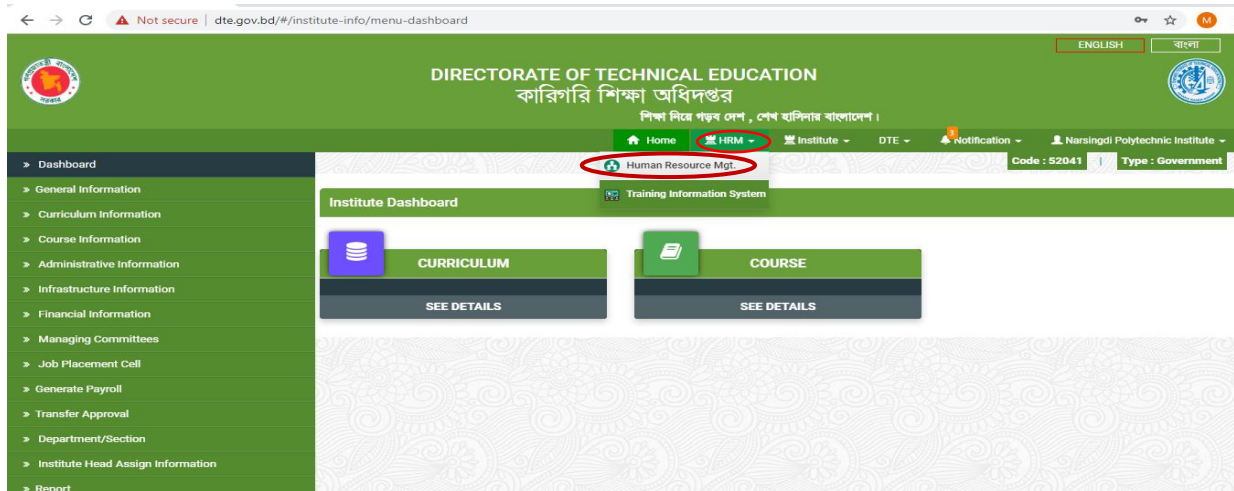 Not secure | dte.gov.bd/#/institute-info/menu-dashboard
M
ENGLISH বাংলা
DIRECTORATE OF TECHNICAL EDUCATION
কারিগরি শিক্ষা অধিদপ্তর
শিক্ষা নিয়ে গড়ব দেশ , শেখ হাসিনার বাংলাদেশ ।
Home HRM Institute DTE 3 Notification Narsingdi Polytechnic Institute
Human Resource Mgt.
Training Information System
Code : 52041 | Type : Government
» Dashboard
» General Information
» Curriculum Information
» Course Information
» Administrative Information
» Infrastructure Information
» Financial Information
» Managing Committees
» Job Placement Cell
» Generate Payroll
» Transfer Approval
» Department/Section
» Institute Head Assign Information
» Report
Institute Dashboard
CURRICULUM
SEE DETAILS
COURSE
SEE DETAILS